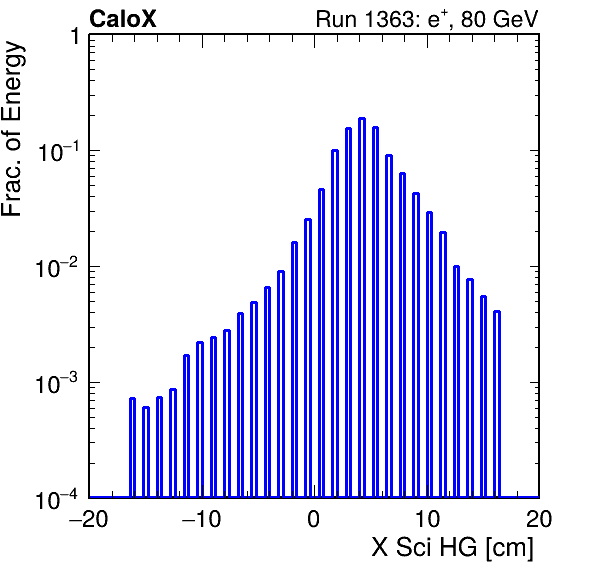 CaloX
Run 1363: e⁺, 80 GeV
Frac. of Energy
1
10⁻¹
10⁻²
10⁻³
10⁻⁴
−20 −10 0 10 20
X Sci HG [cm]